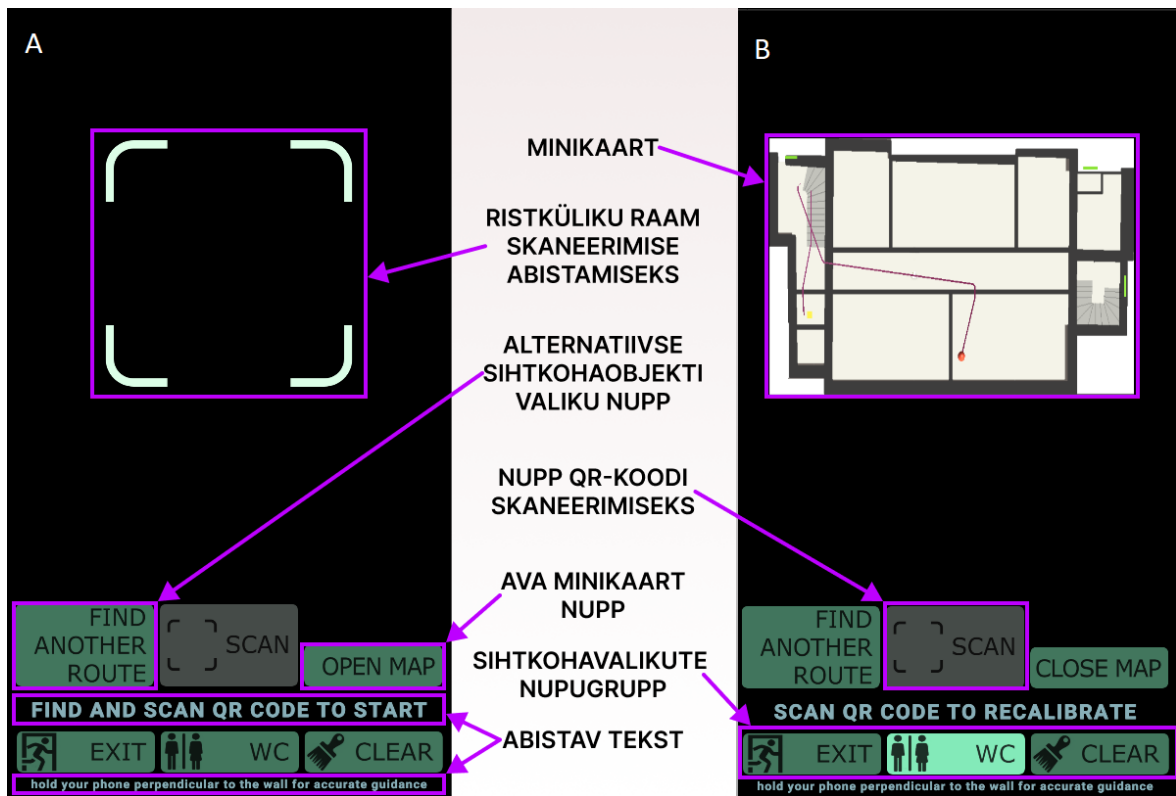 A
FIND
ANOTHER
ROUTE
SCAN
OPEN MAP
FIND AND SCAN QR CODE TO START
EXIT
WC
CLEAR
hold your phone perpendicular to the wall for accurate guidance
MINIKAART
RISTKÜLIKU RAAM
SKANEERIMISE
ABISTAMISEKS
ALTERNATIIVSE
SIHTKOHAOBJEKTI
VALIKU NUPP
NUPP QR-KOODI
SKANEERIMISEKS
AVA MINIKAART
NUPP
SIHTKOHAVALIKUTE
NUPUGRUPP
ABISTAV TEKST
B
FIND
ANOTHER
ROUTE
SCAN
CLOSE MAP
SCAN QR CODE TO RECALIBRATE
EXIT
WC
CLEAR
hold your phone perpendicular to the wall for accurate guidance